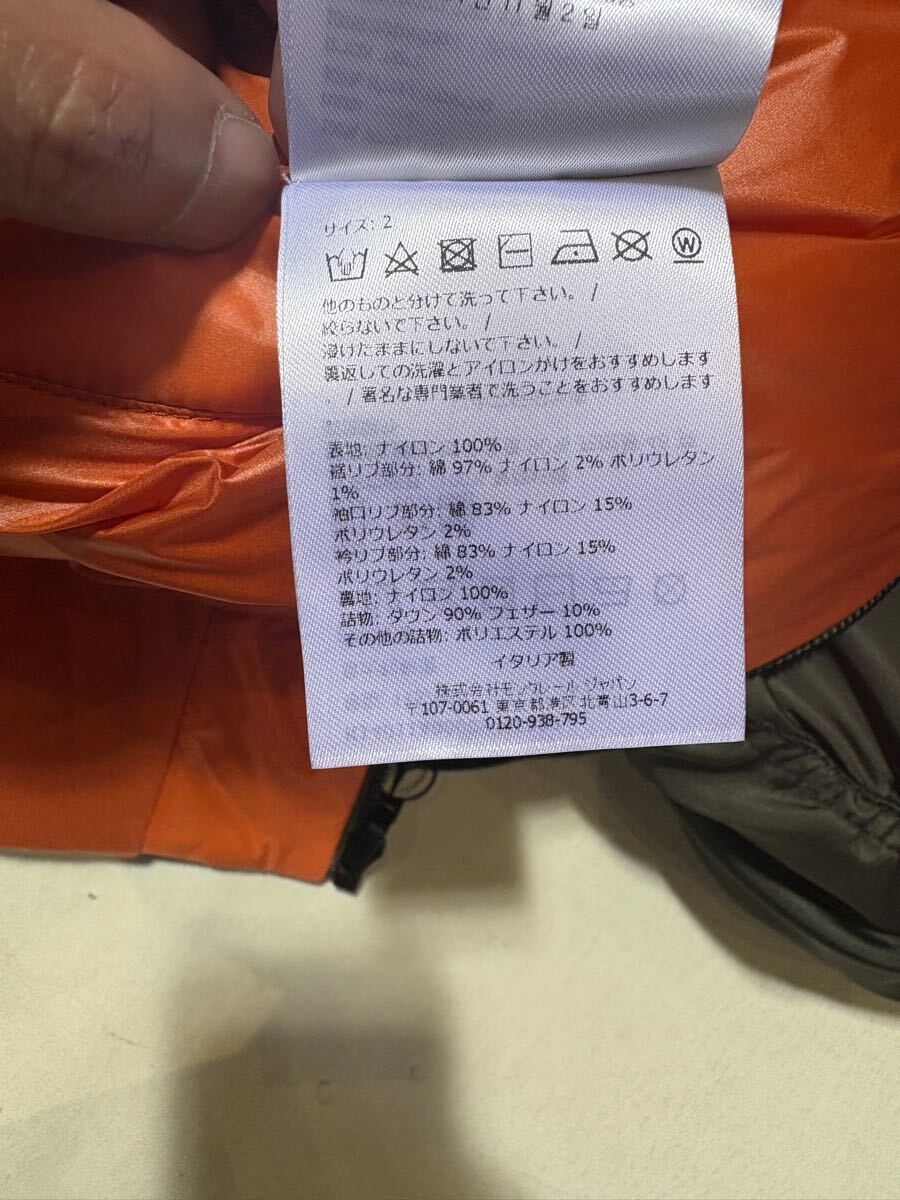 11월2일
サイズ: 2
W
他のものと分けて洗って下さい。/
絞らないで下さい。/
浸けたままにしないで下さい。/
裏返しての洗濯とアイロンがけをおすすめします
。/ 著名な専門業者で洗うことをおすすめします
。
表地: ナイロン 100%
裾リブ部分: 綿 97% ナイロン 2% ポリウレタン
1%
袖口リブ部分: 綿 83% ナイロン 15%
ポリウレタン 2%
衿リブ部分: 綿 83% ナイロン 15%
ポリウレタン 2%
裏地: ナイロン 100%
詰物: ダウン 90% フェザー 10%
その他の詰物: ポリエステル 100%
イタリア製
株式会社モンクレール ジャパン
〒107-0061 東京都港区北青山3-6-7
0120-938-795